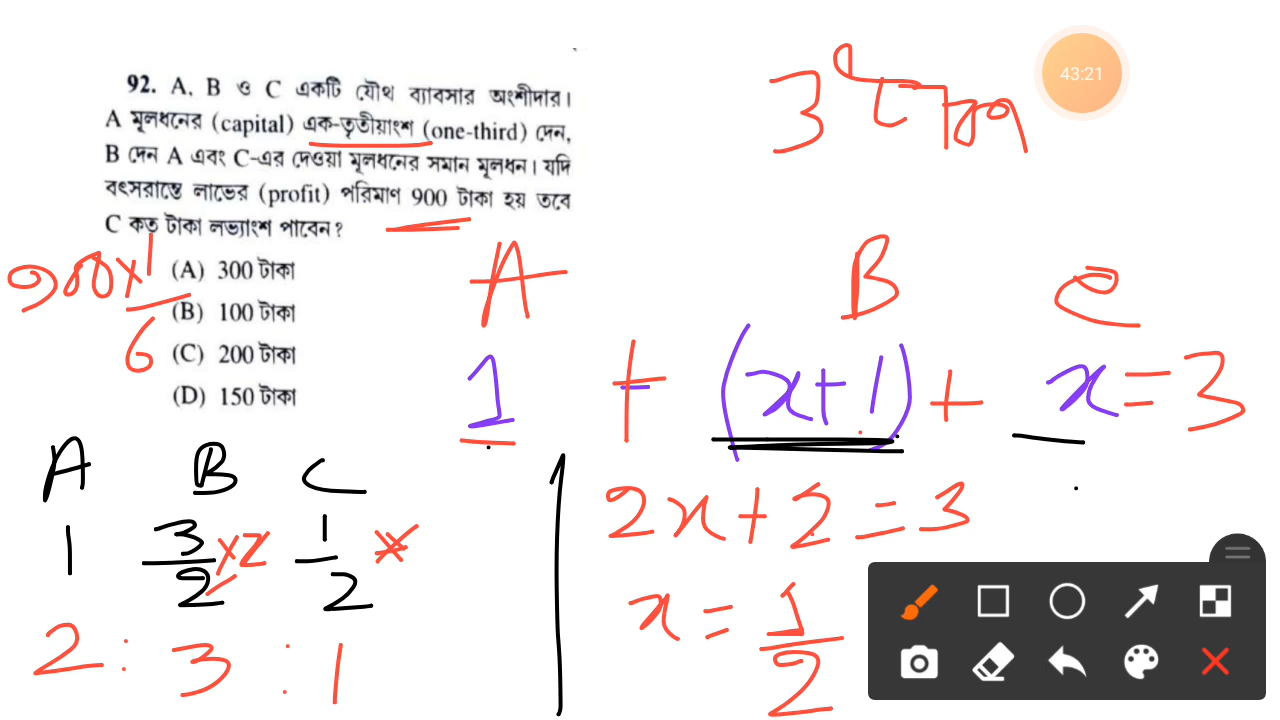 92. A, B ও C একটি যৌথ ব্যাবসার অংশীদার।
A মূলধনের (capital) এক-তৃতীয়াংশ (one-third) দেন,
B দেন A এবং C-এর দেওয়া মূলধনের সমান মূলধন। যদি
বৎসরান্তে লাভের (profit) পরিমাণ 900 টাকা হয় তবে
C কত টাকা লভ্যাংশ পাবেন?
(A) 300 টাকা
(B) 100 টাকা
(C) 200 টাকা
(D) 150 টাকা
43:21
3
A B C
1 + (x+1) + x = 3
2x+2=3
x = 1/2
900 × 1/6
A B C
1 3/2 ×2 1/2 ×
2 : 3 : 1